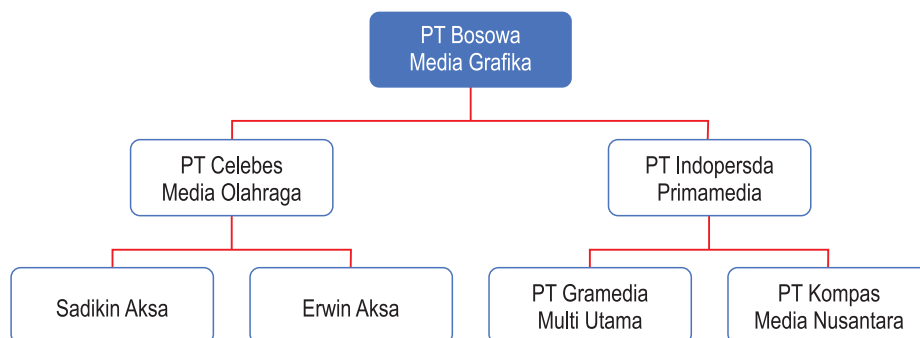 PT Bosowa
Media Grafika
PT Celebes
Media Olahraga
PT Indopersda
Primamedia
Sadikin Aksa
Erwin Aksa
PT Gramedia
Multi Utama
PT Kompas
Media Nusantara